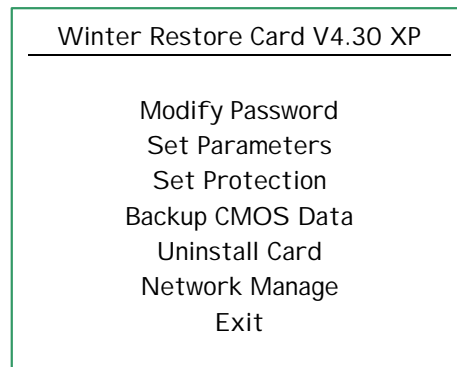 Winter Restore Card V4.30 XP
Modify Password
Set Parameters
Set Protection
Backup CMOS Data
Uninstall Card
Network Manage
Exit